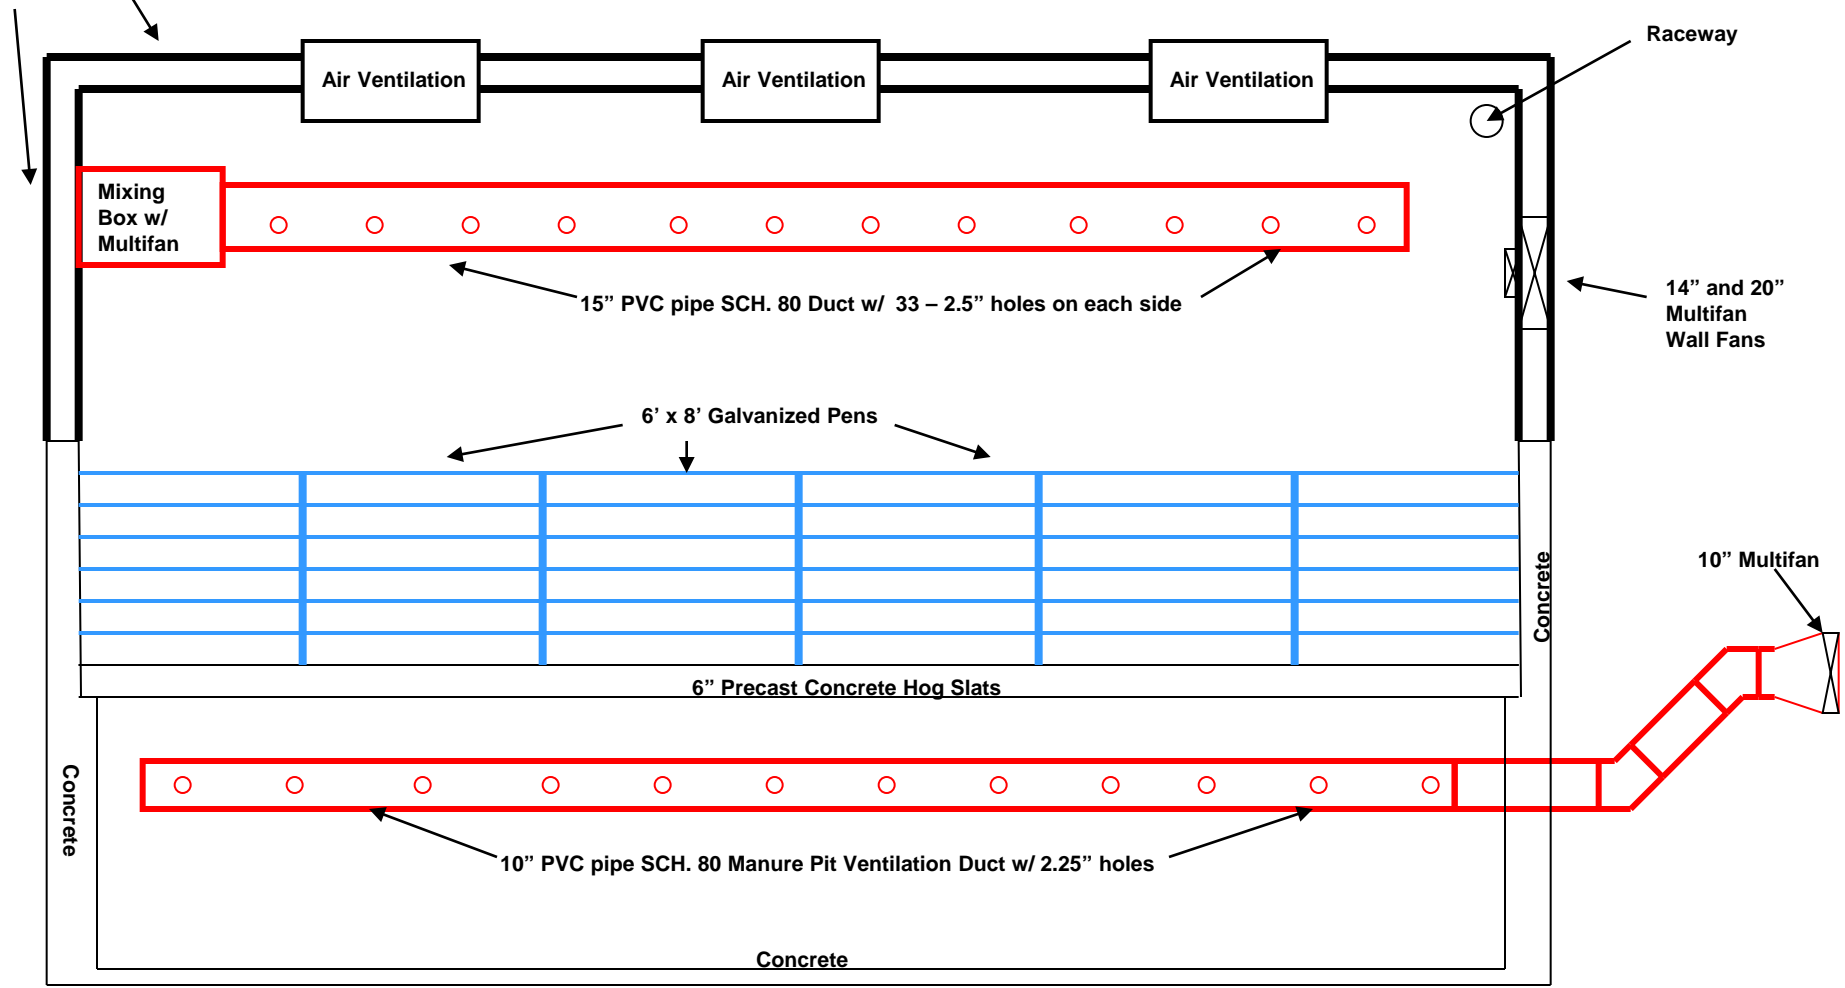 Raceway
Air Ventilation
Air Ventilation
Air Ventilation
Mixing
Box w/
Multifan
15” PVC pipe SCH. 80 Duct w/  33 – 2.5” holes on each side
14” and 20”
Multifan
Wall Fans
6’ x 8’ Galvanized Pens
10” Multifan
Concrete
6” Precast Concrete Hog Slats
Concrete
10” PVC pipe SCH. 80 Manure Pit Ventilation Duct w/ 2.25” holes
Concrete